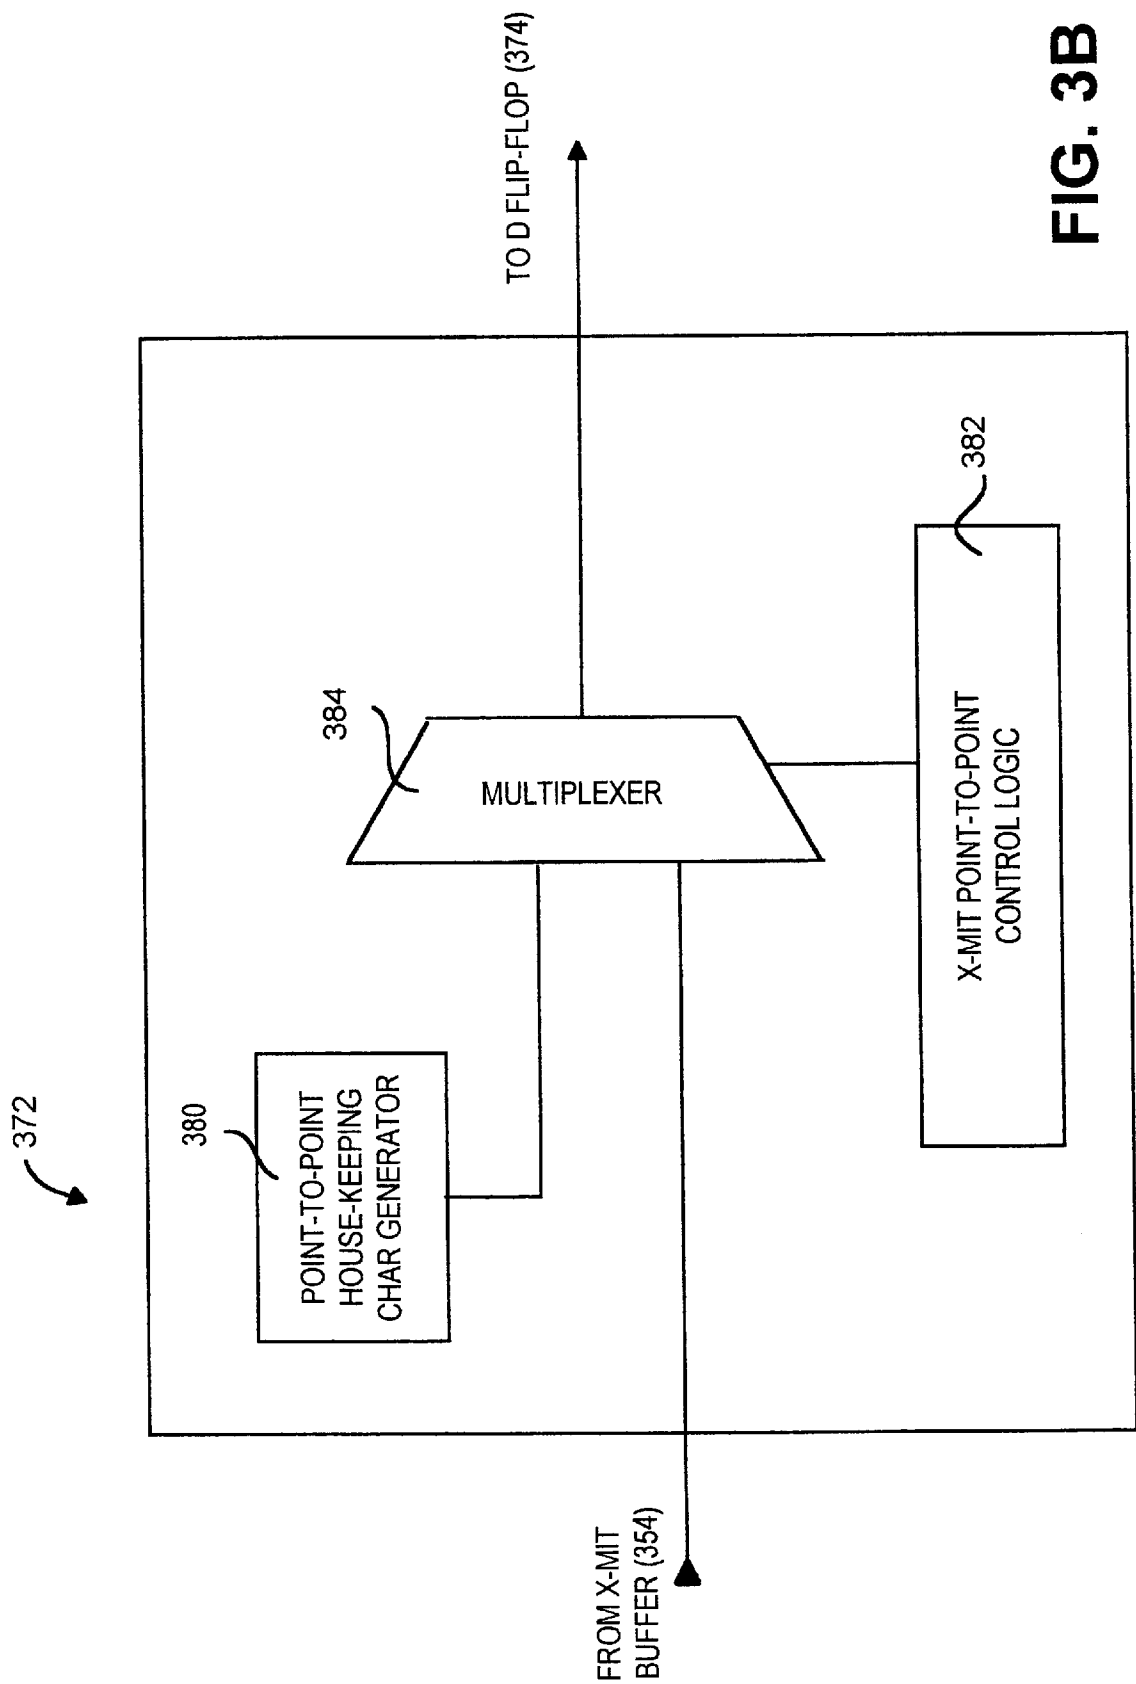 372
380
POINT-TO-POINT
HOUSE-KEEPING
CHAR GENERATOR
384
MULTIPLEXER
TO D FLIP-FLOP (374)
FROM X-MIT
BUFFER (354)
X-MIT POINT-TO-POINT
CONTROL LOGIC
382
FIG. 3B